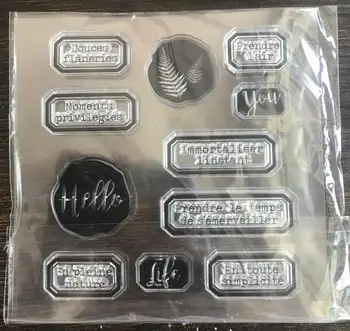 Douces
flâneries
Prendre
l'air
You
Moments
privilégies
Immortaliser
l'instant
Hello
Prendre le temps
de s'émerveiller
En pleine
nature
Life
En toute
simplicité